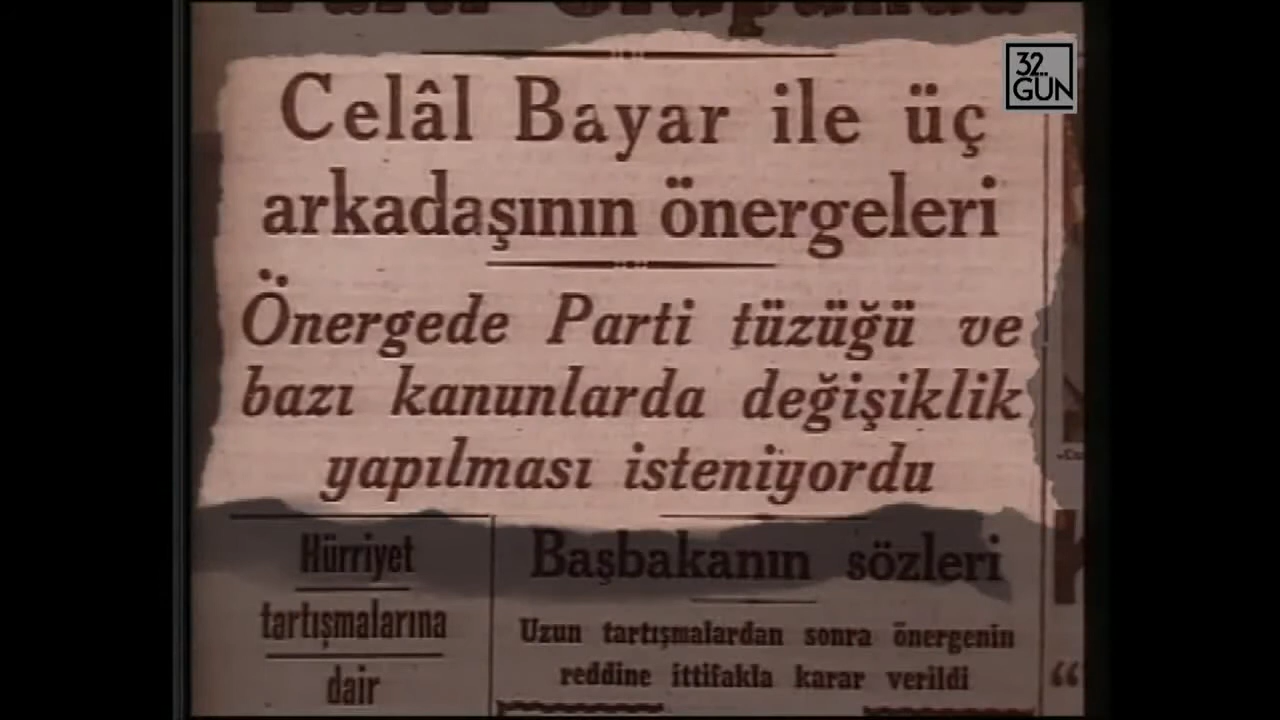 Celâl Bayar ile üç
arkadaşının önergeleri
Önergede Parti tüzüğü ve
bazı kanunlarda değişiklik
yapılması isteniyordu
Hürriyet
tartışmalarına
dair
Başbakanın sözleri
Uzun tartışmalardan sonra önergenin
reddine ittifakla karar verildi
32.
GÜN